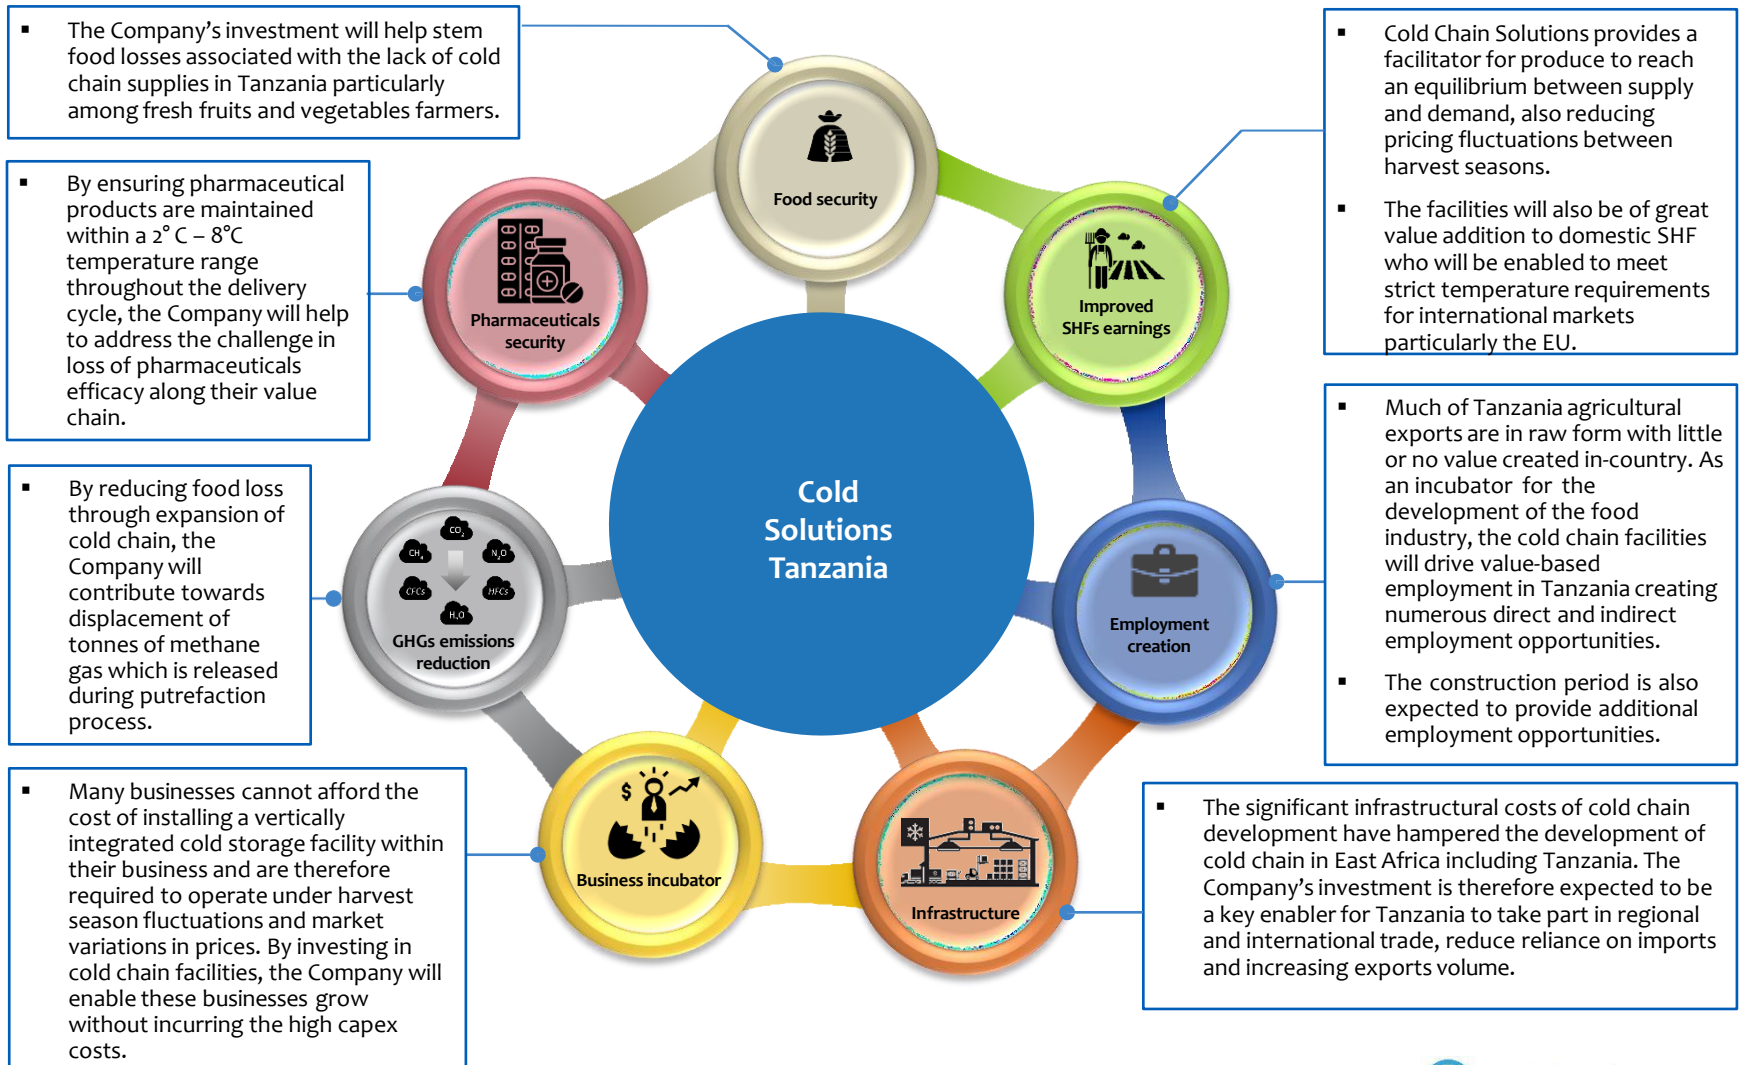 ▪ The Company's investment will help stem
food losses associated with the lack of cold
chain supplies in Tanzania particularly
among fresh fruits and vegetables farmers.
▪ By ensuring pharmaceutical
products are maintained
within a 2° C – 8°C
temperature range
throughout the delivery
cycle, the Company will help
to address the challenge in
loss of pharmaceuticals
efficacy along their value
chain.
▪ By reducing food loss
through expansion of
cold chain, the
Company will
contribute towards
displacement of
tonnes of methane
gas which is released
during putrefaction
process.
▪ Many businesses cannot afford the
cost of installing a vertically
integrated cold storage facility within
their business and are therefore
required to operate under harvest
season fluctuations and market
variations in prices. By investing in
cold chain facilities, the Company will
enable these businesses grow
without incurring the high capex
costs.
Food security
Pharmaceuticals
security
Improved
SHFs earnings
Cold
Solutions
Tanzania
CO₂
CH₄
N₂O
CFCs
HFCs
H₂O
GHGs emissions
reduction
Employment
creation
$
Business incubator
Infrastructure
▪ Cold Chain Solutions provides a
facilitator for produce to reach
an equilibrium between supply
and demand, also reducing
pricing fluctuations between
harvest seasons.
▪ The facilities will also be of great
value addition to domestic SHF
who will be enabled to meet
strict temperature requirements
for international markets
particularly the EU.
▪ Much of Tanzania agricultural
exports are in raw form with little
or no value created in-country. As
an incubator for the
development of the food
industry, the cold chain facilities
will drive value-based
employment in Tanzania creating
numerous direct and indirect
employment opportunities.
▪ The construction period is also
expected to provide additional
employment opportunities.
▪ The significant infrastructural costs of cold chain
development have hampered the development of
cold chain in East Africa including Tanzania. The
Company's investment is therefore expected to be
a key enabler for Tanzania to take part in regional
and international trade, reduce reliance on imports
and increasing exports volume.